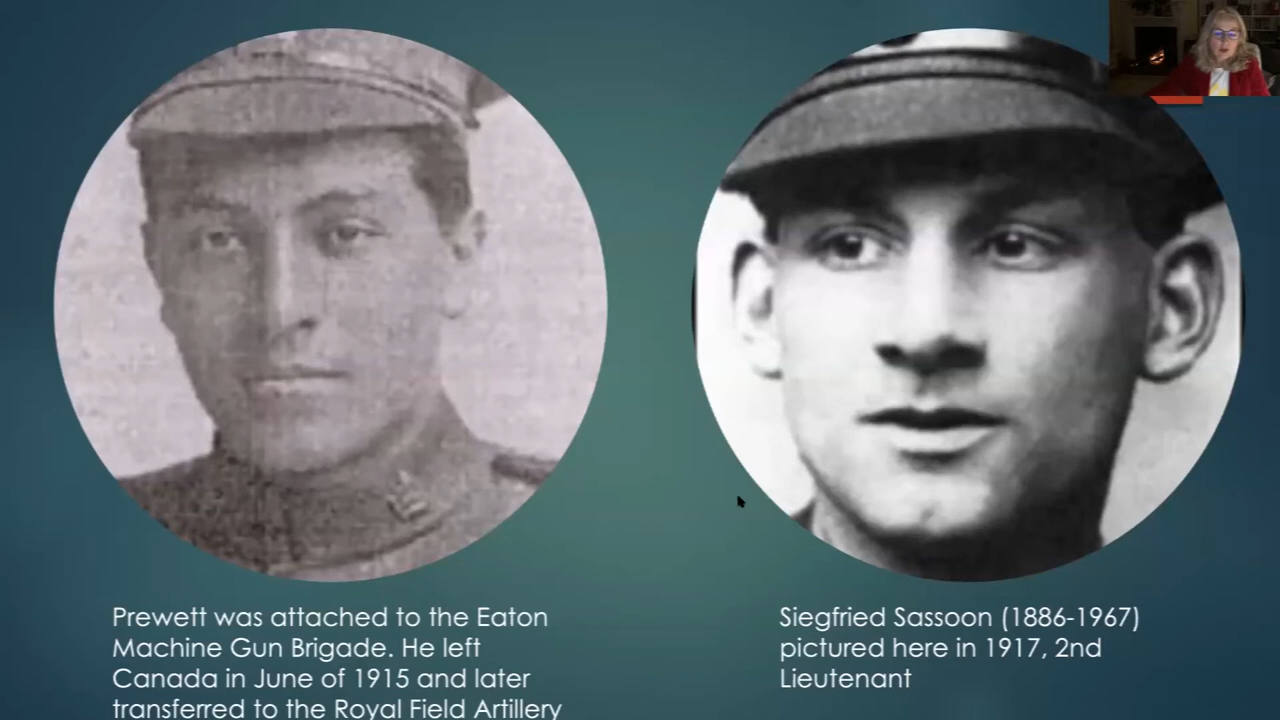 Prewett was attached to the Eaton
Machine Gun Brigade. He left
Canada in June of 1915 and later
transferred to the Royal Field Artillery
Siegfried Sassoon (1886-1967)
pictured here in 1917, 2nd
Lieutenant